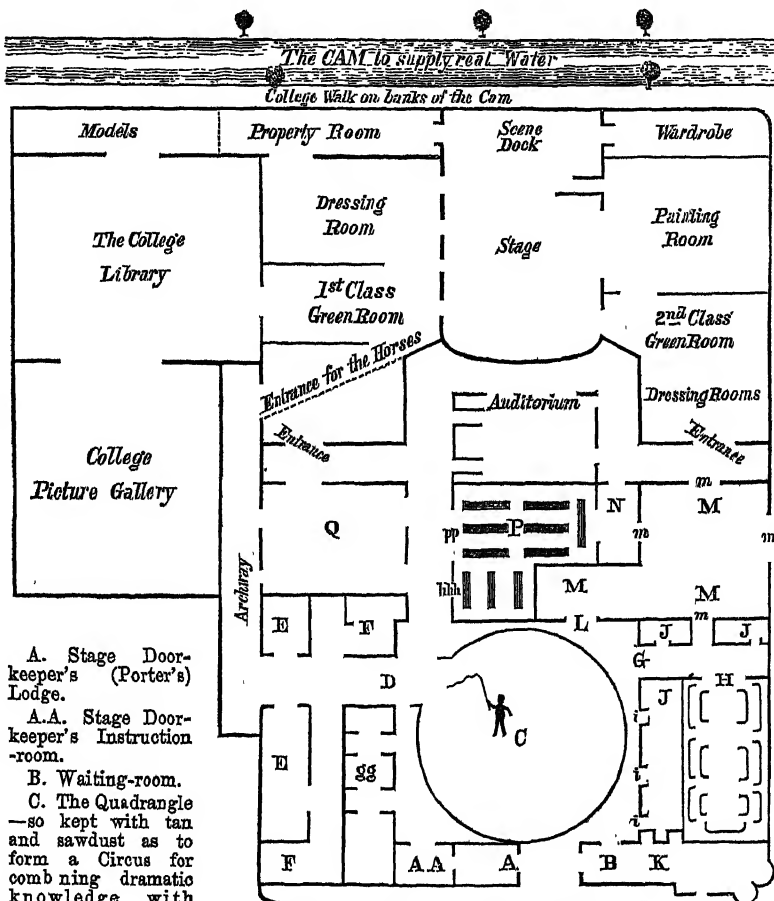 The CAM to supply real Water
College Walk on banks of the Cam
Models
Property Room
Scene
Dock
Wardrobe
Dressing
Room
The College
Library
Stage
Painting
Room
1st Class
Green Room
2nd Class
Green Room
Entrance for the Horses
Auditorium
Dressing Rooms
Entrance
Entrance
College
Picture Gallery
Q
pp
P
N
m
M
m
m
hhh
M
M
Archway
E
F
L
m
J
J
G
D
H
J
C
i
E
gg
i
i
F
AA
A
B
K
A. Stage Door-
keeper's (Porter's)
Lodge.
A.A. Stage Door-
keeper's Instruction
-room.
B. Waiting-room.
C. The Quadrangle
—so kept with tan
and sawdust as to
form a Circus for
comb ning dramatic
knowledge with